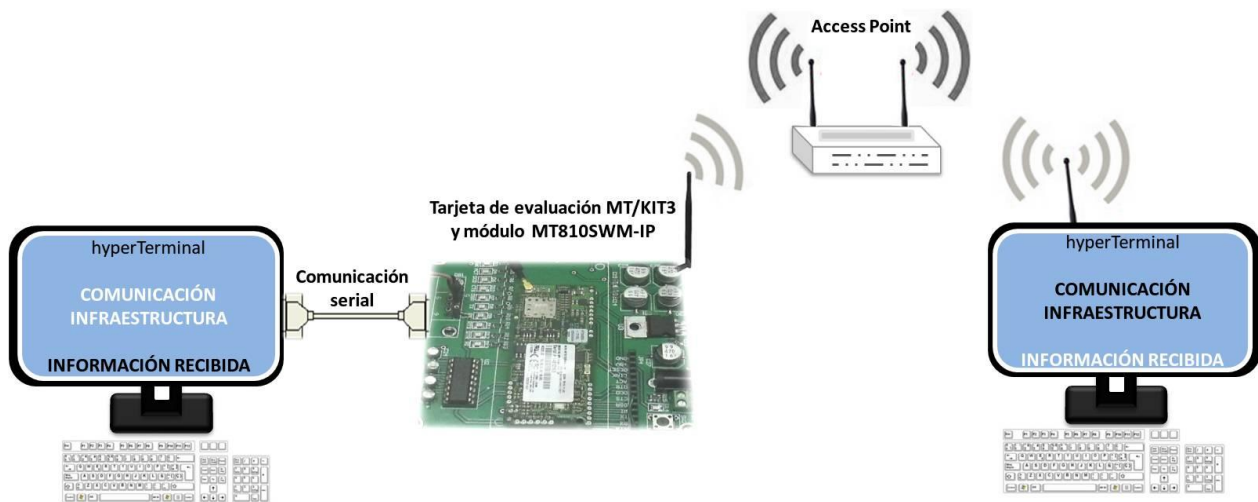 Access Point
Tarjeta de evaluación MT/KIT3
y módulo MT810SWM-IP
hyperTerminal
COMUNICACIÓN
INFRAESTRUCTURA
INFORMACIÓN RECIBIDA
Comunicación
serial
hyperTerminal
COMUNICACIÓN
INFRAESTRUCTURA
INFORMACIÓN RECIBIDA